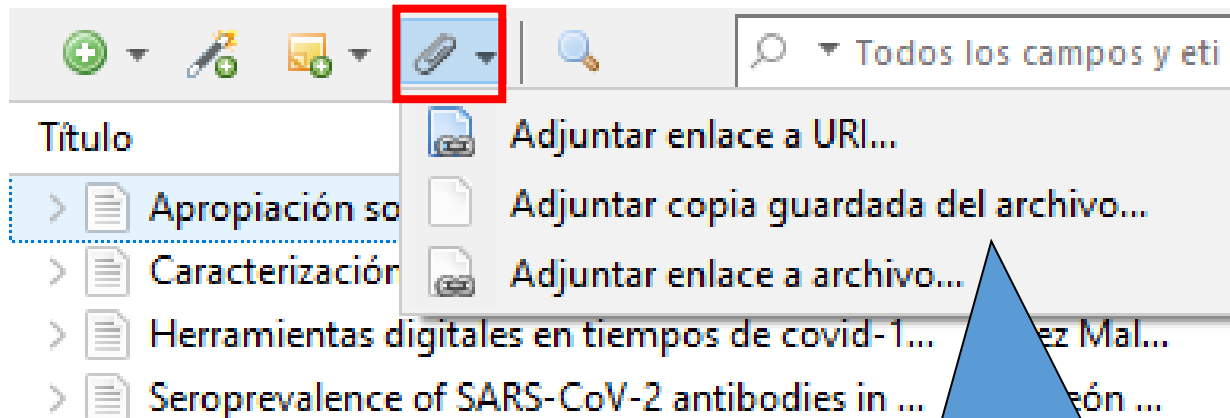 Todos los campos y eti
Título
Adjuntar enlace a URI...
Adjuntar copia guardada del archivo...
Adjuntar enlace a archivo...
Apropiación so
Caracterización
Herramientas digitales en tiempos de covid-1... ez Mal...
Seroprevalence of SARS-CoV-2 antibodies in ... eón ...